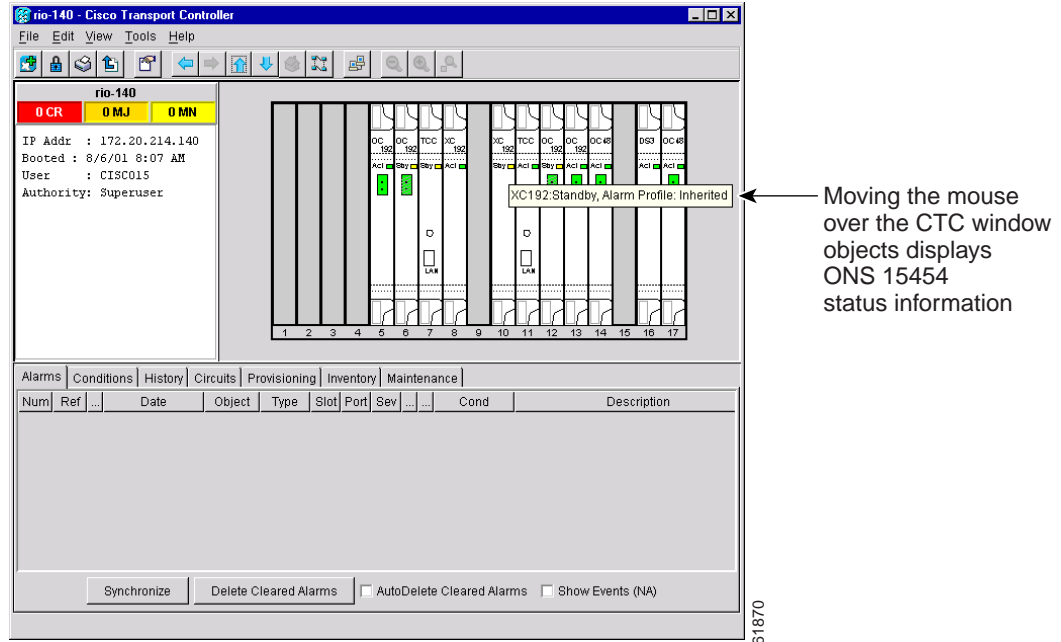 rio-140 - Cisco Transport Controller
File Edit View Tools Help
rio-140
0 CR 0 MJ 0 MN
IP Addr : 172.20.214.140
Booted : 8/6/01 8:07 AM
User : CISCO15
Authority: Superuser
OC 192 OC 192 TCC XC 192 XC 192 TCC OC 192 OC 192 OC48 DS3 OC48
Act Sby Sby Act Sby Act Sby Act Act Act Act
XC192:Standby, Alarm Profile: Inherited
LAN LAN
1 2 3 4 5 6 7 8 9 10 11 12 13 14 15 16 17
Moving the mouse
over the CTC window
objects displays
ONS 15454
status information
Alarms Conditions History Circuits Provisioning Inventory Maintenance
Num Ref ... Date Object Type Slot Port Sev ... ... Cond Description
Synchronize Delete Cleared Alarms AutoDelete Cleared Alarms Show Events (NA)
61870